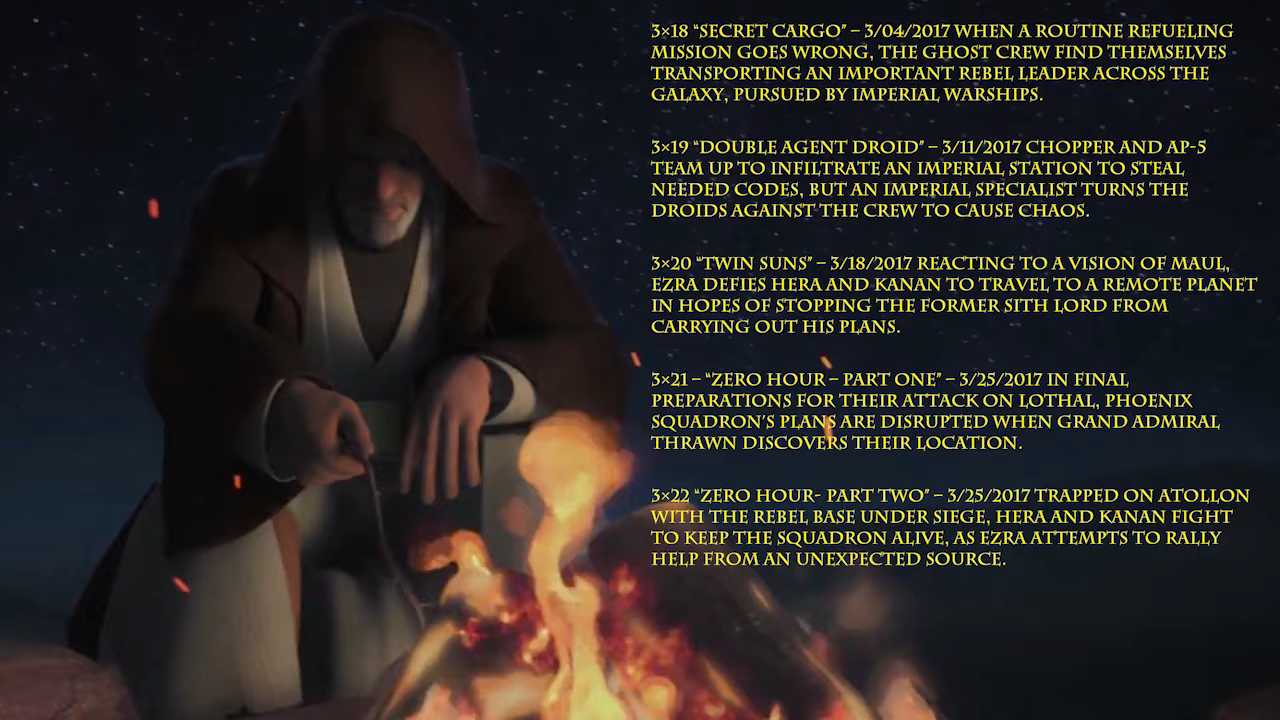 3×18 “SECRET CARGO” – 3/04/2017 WHEN A ROUTINE REFUELING
MISSION GOES WRONG, THE GHOST CREW FIND THEMSELVES
TRANSPORTING AN IMPORTANT REBEL LEADER ACROSS THE
GALAXY, PURSUED BY IMPERIAL WARSHIPS.
3×19 “DOUBLE AGENT DROID” – 3/11/2017 CHOPPER AND AP-5
TEAM UP TO INFILTRATE AN IMPERIAL STATION TO STEAL
NEEDED CODES, BUT AN IMPERIAL SPECIALIST TURNS THE
DROIDS AGAINST THE CREW TO CAUSE CHAOS.
3×20 “TWIN SUNS” – 3/18/2017 REACTING TO A VISION OF MAUL,
EZRA DEFIES HERA AND KANAN TO TRAVEL TO A REMOTE PLANET
IN HOPES OF STOPPING THE FORMER SITH LORD FROM
CARRYING OUT HIS PLANS.
3×21 – “ZERO HOUR – PART ONE” – 3/25/2017 IN FINAL
PREPARATIONS FOR THEIR ATTACK ON LOTHAL, PHOENIX
SQUADRON’S PLANS ARE DISRUPTED WHEN GRAND ADMIRAL
THRAWN DISCOVERS THEIR LOCATION.
3×22 “ZERO HOUR- PART TWO” – 3/25/2017 TRAPPED ON ATOLLON
WITH THE REBEL BASE UNDER SIEGE, HERA AND KANAN FIGHT
TO KEEP THE SQUADRON ALIVE, AS EZRA ATTEMPTS TO RALLY
HELP FROM AN UNEXPECTED SOURCE.